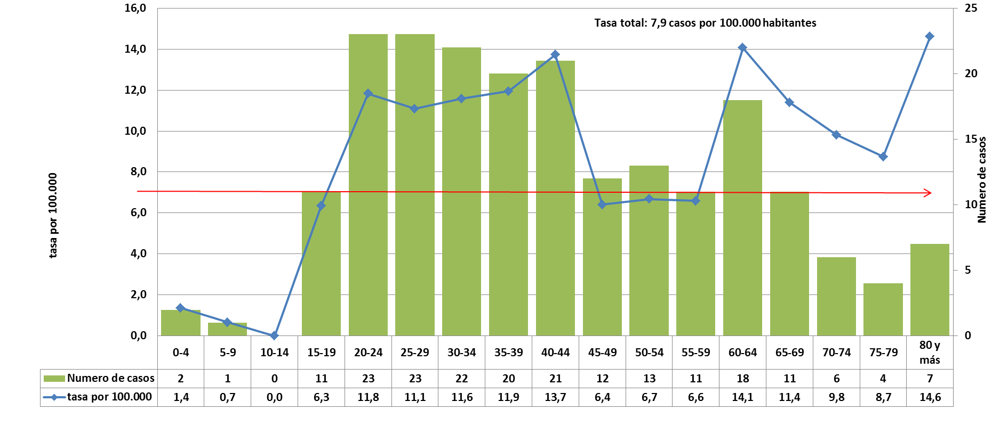 Tasa total: 7,9 casos por 100.000 habitantes
16,0
14,0
12,0
10,0
8,0
6,0
4,0
2,0
0,0
tasa por 100.000
25
20
15
10
5
0
Numero de casos
0-4 5-9 10-14 15-19 20-24 25-29 30-34 35-39 40-44 45-49 50-54 55-59 60-64 65-69 70-74 75-79 80 y
más
Numero de casos 2 1 0 11 23 23 22 20 21 12 13 11 18 11 6 4 7
tasa por 100.000 1,4 0,7 0,0 6,3 11,8 11,1 11,6 11,9 13,7 6,4 6,7 6,6 14,1 11,4 9,8 8,7 14,6